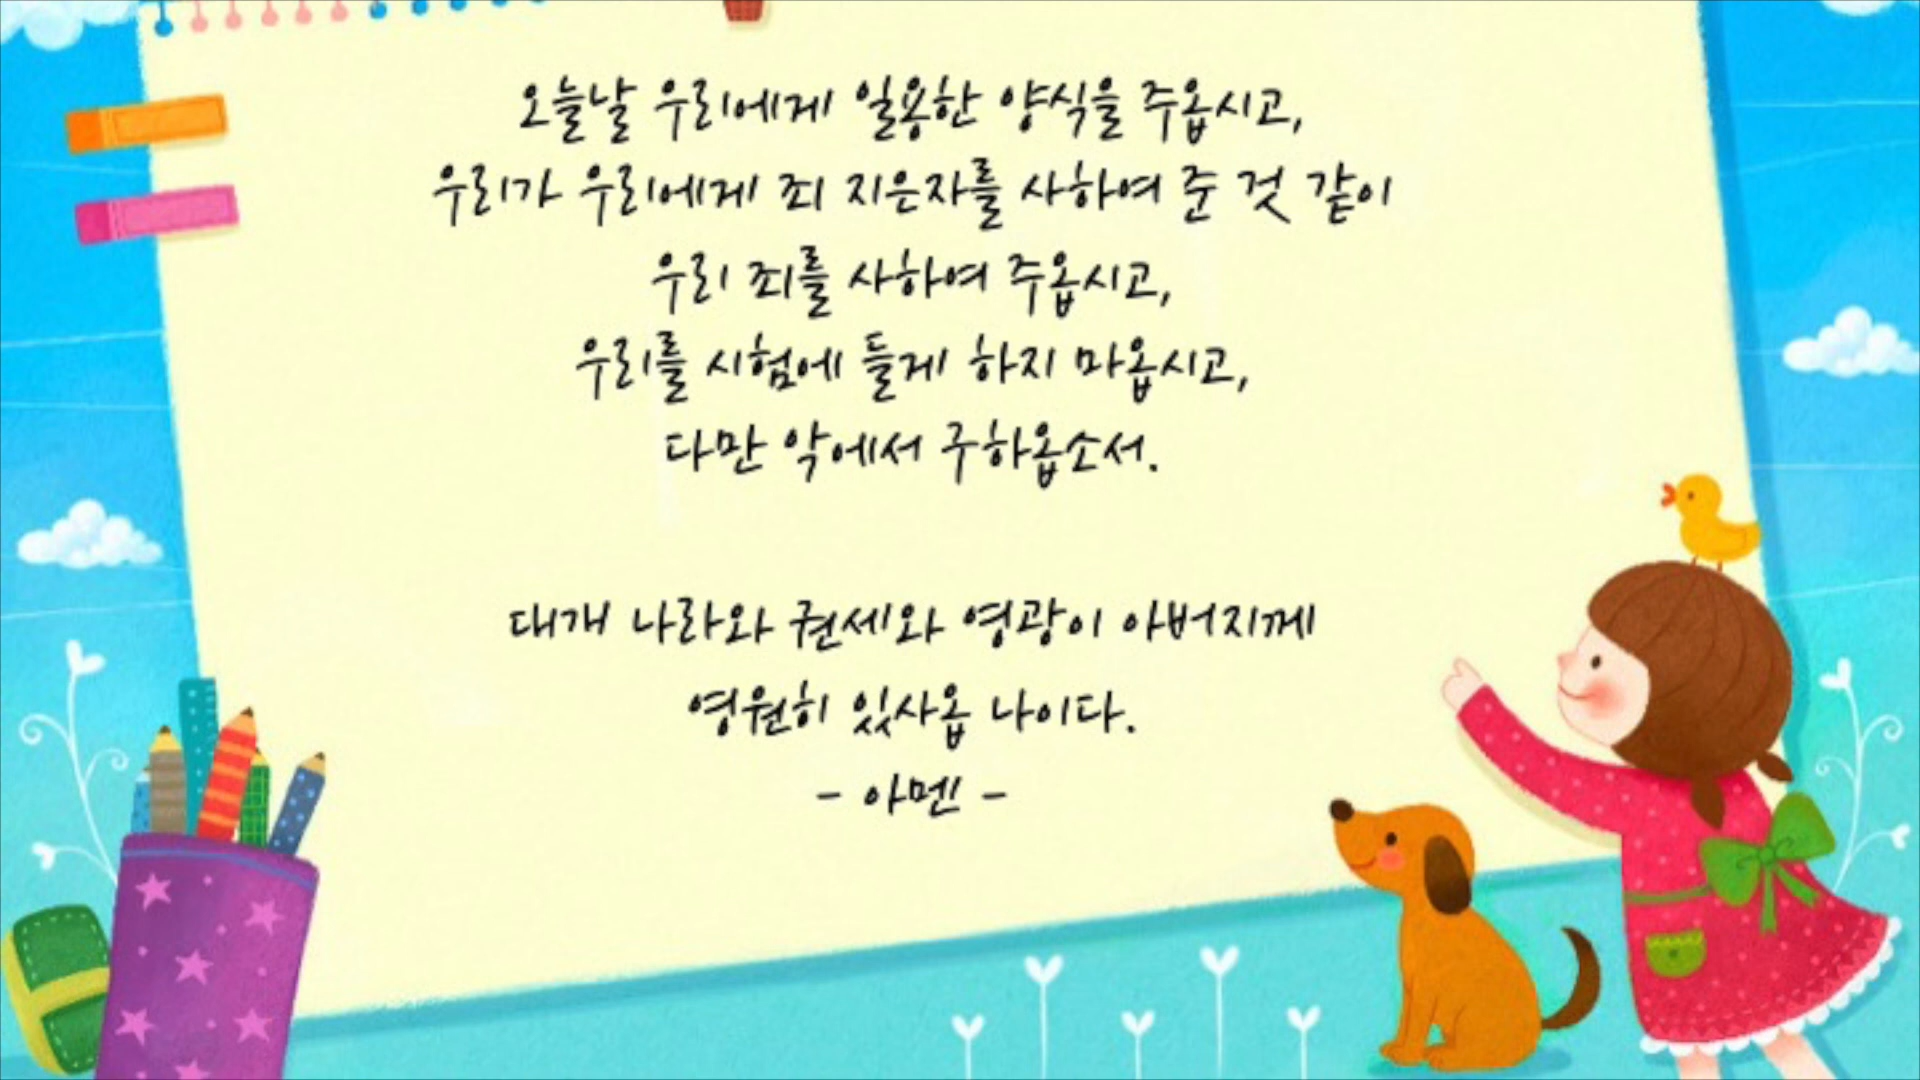 오늘날 우리에게 일용한 양식을 주옵시고,
우리가 우리에게 죄 지은자를 사하여 준 것 같이
우리 죄를 사하여 주옵시고,
우리를 시험에 들게 하지 마옵시고,
다만 악에서 구하옵소서.
대개 나라와 권세와 영광이 아버지께
영원히 있사옵 나이다.
- 아멘 -